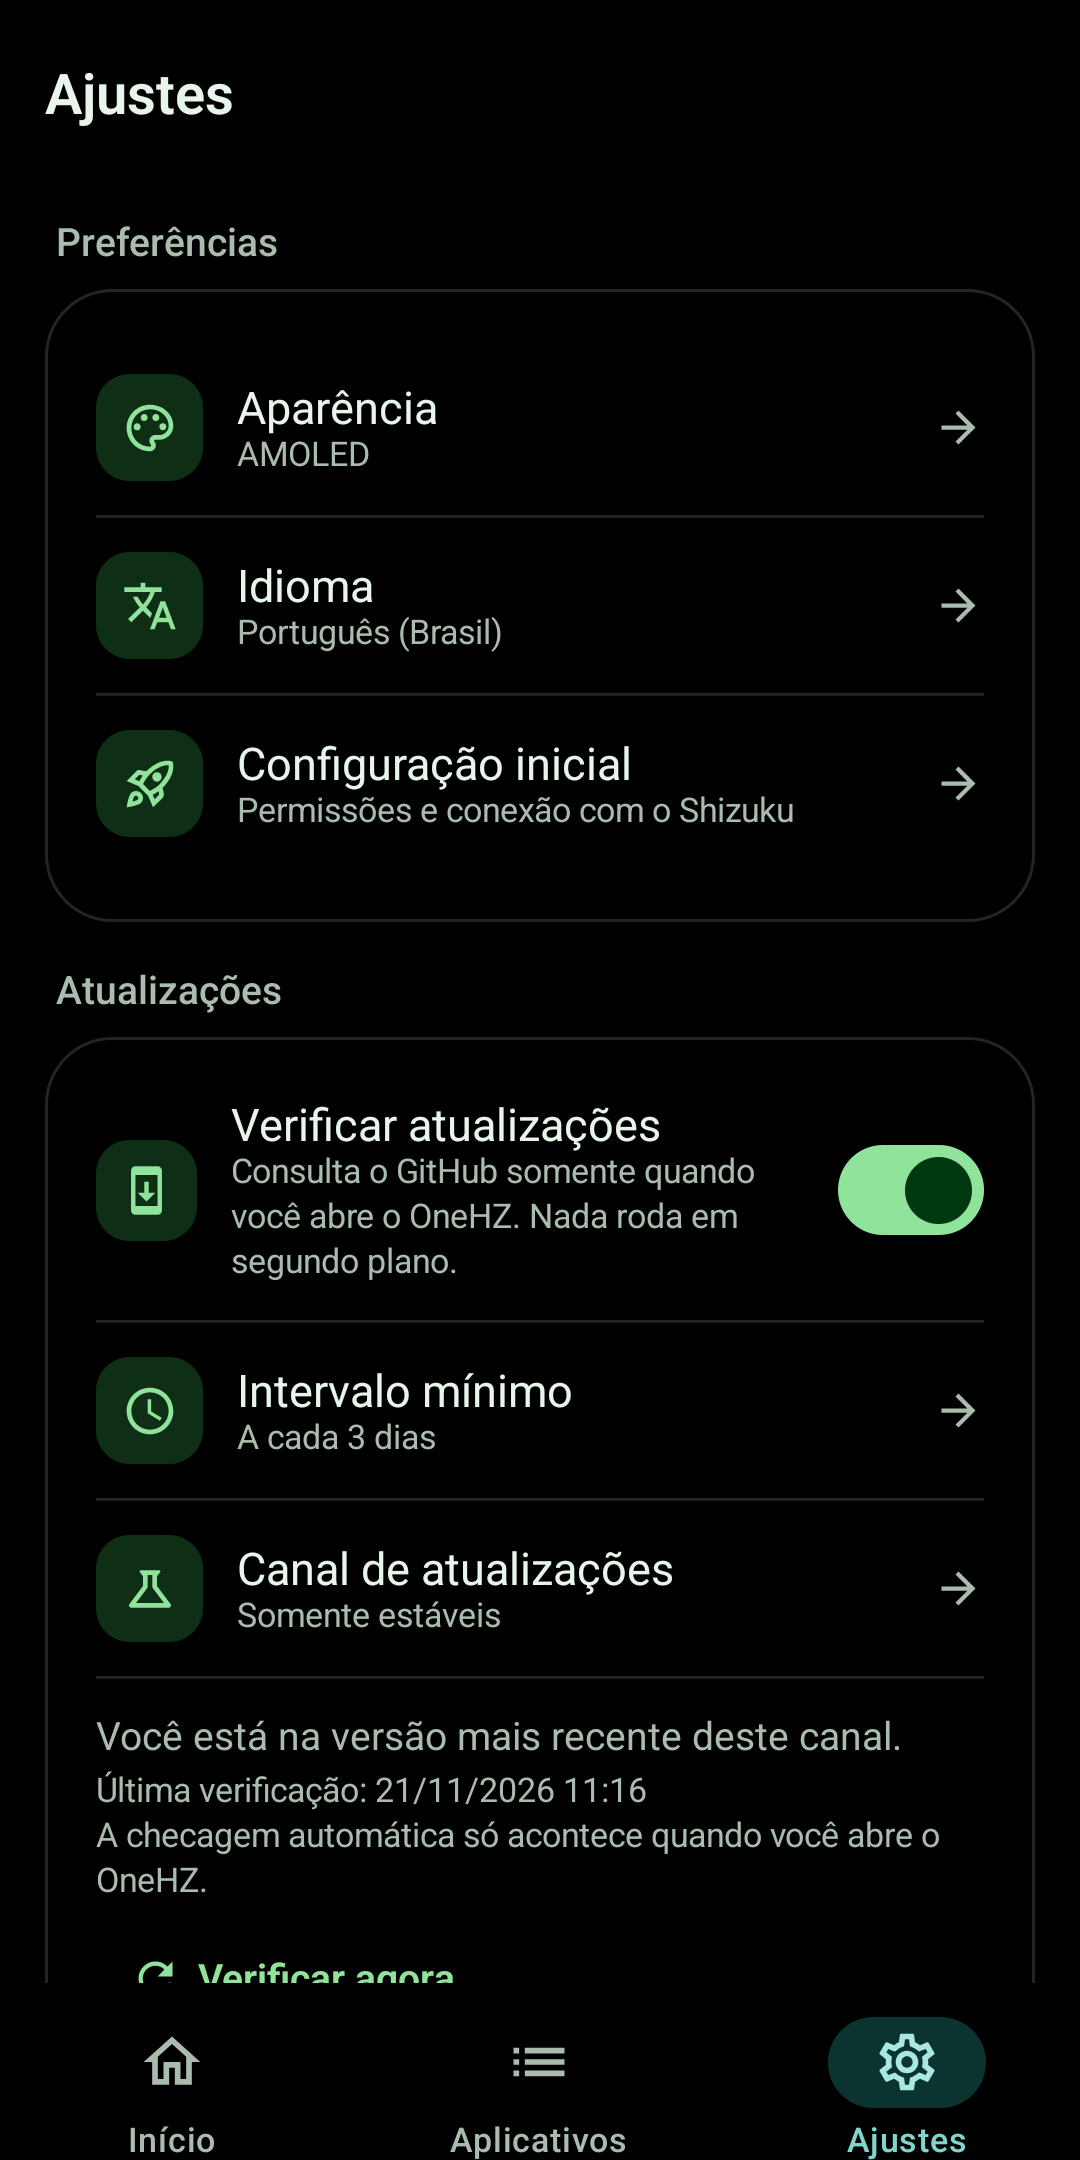 Ajustes
Preferências
Aparência
AMOLED
Idioma
Português (Brasil)
Configuração inicial
Permissões e conexão com o Shizuku
Atualizações
Verificar atualizações
Consulta o GitHub somente quando
você abre o OneHZ. Nada roda em
segundo plano.
Intervalo mínimo
A cada 3 dias
Canal de atualizações
Somente estáveis
Você está na versão mais recente deste canal.
Última verificação: 21/11/2026 11:16
A checagem automática só acontece quando você abre o
OneHZ.
Verificar agora
Início
Aplicativos
Ajustes